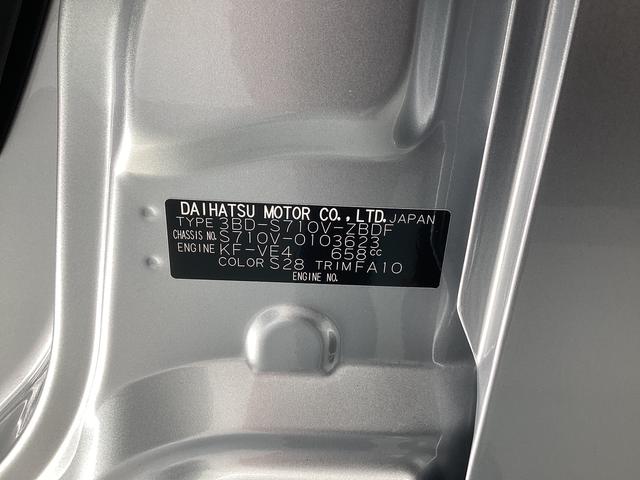 DAIHATSU MOTOR CO., LTD. JAPAN
TYPE 3BD-S710V-ZBDF
CHASSIS NO. S710V-0103623
ENGINE KF-VE4 658cc
COLOR S28 TRIM FA10
ENGINE NO.